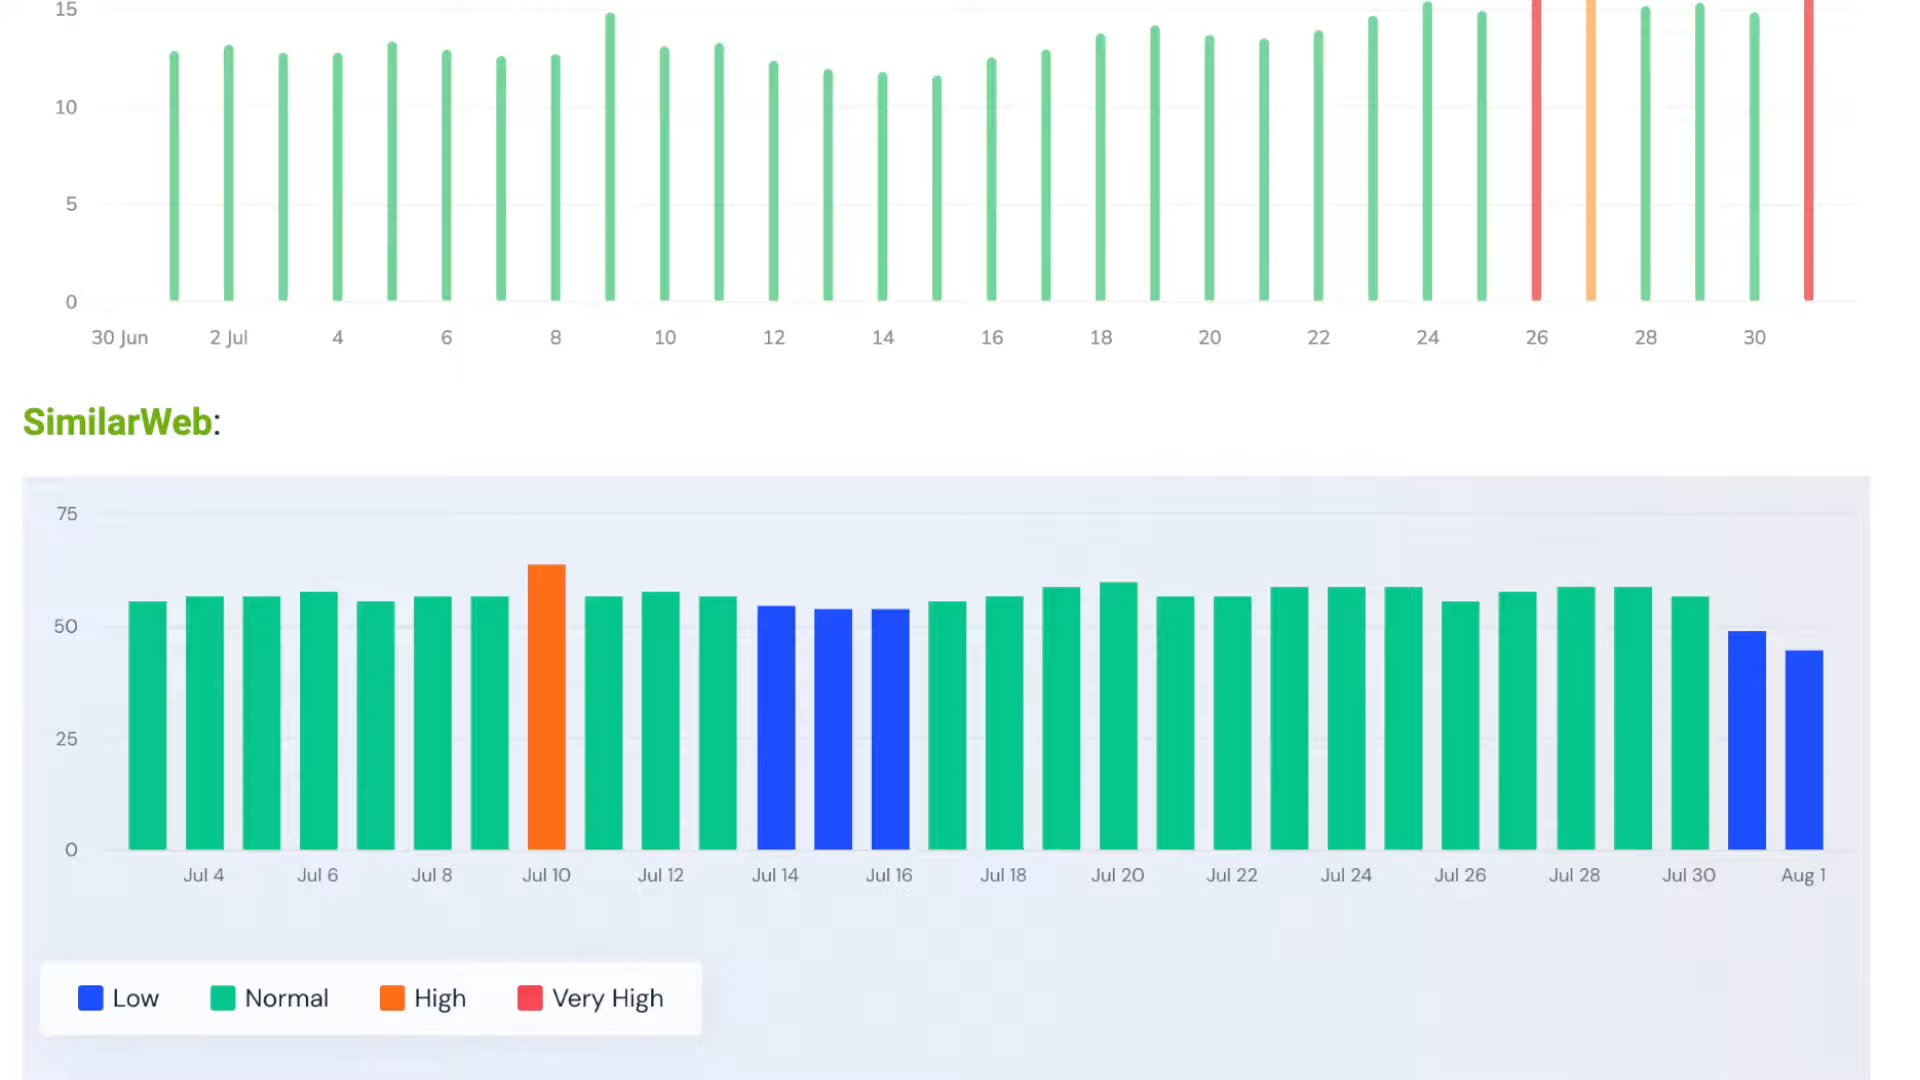 15
10
5
0
30 Jun 2 Jul 4 6 8 10 12 14 16 18 20 22 24 26 28 30
SimilarWeb:
75
50
25
0
Jul 4 Jul 6 Jul 8 Jul 10 Jul 12 Jul 14 Jul 16 Jul 18 Jul 20 Jul 22 Jul 24 Jul 26 Jul 28 Jul 30 Aug 1
Low Normal High Very High